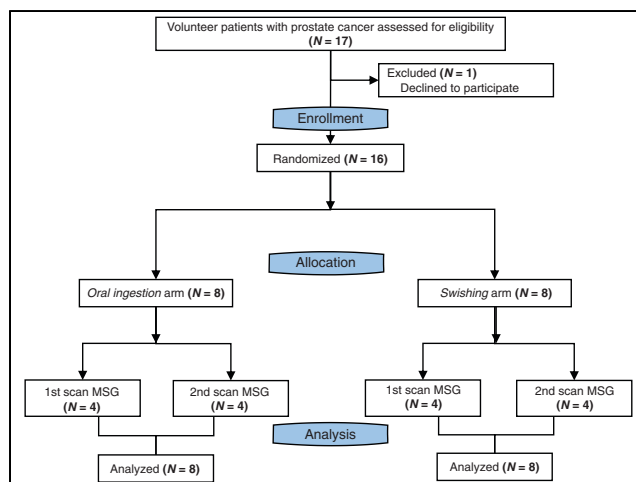 Volunteer patients with prostate cancer assessed for eligibility
(N = 17)
Excluded (N = 1)
Declined to participate
Enrollment
Randomized (N = 16)
Allocation
Oral ingestion arm (N = 8)
Swishing arm (N = 8)
1st scan MSG
(N = 4)
2nd scan MSG
(N = 4)
1st scan MSG
(N = 4)
2nd scan MSG
(N = 4)
Analysis
Analyzed (N = 8)
Analyzed (N = 8)